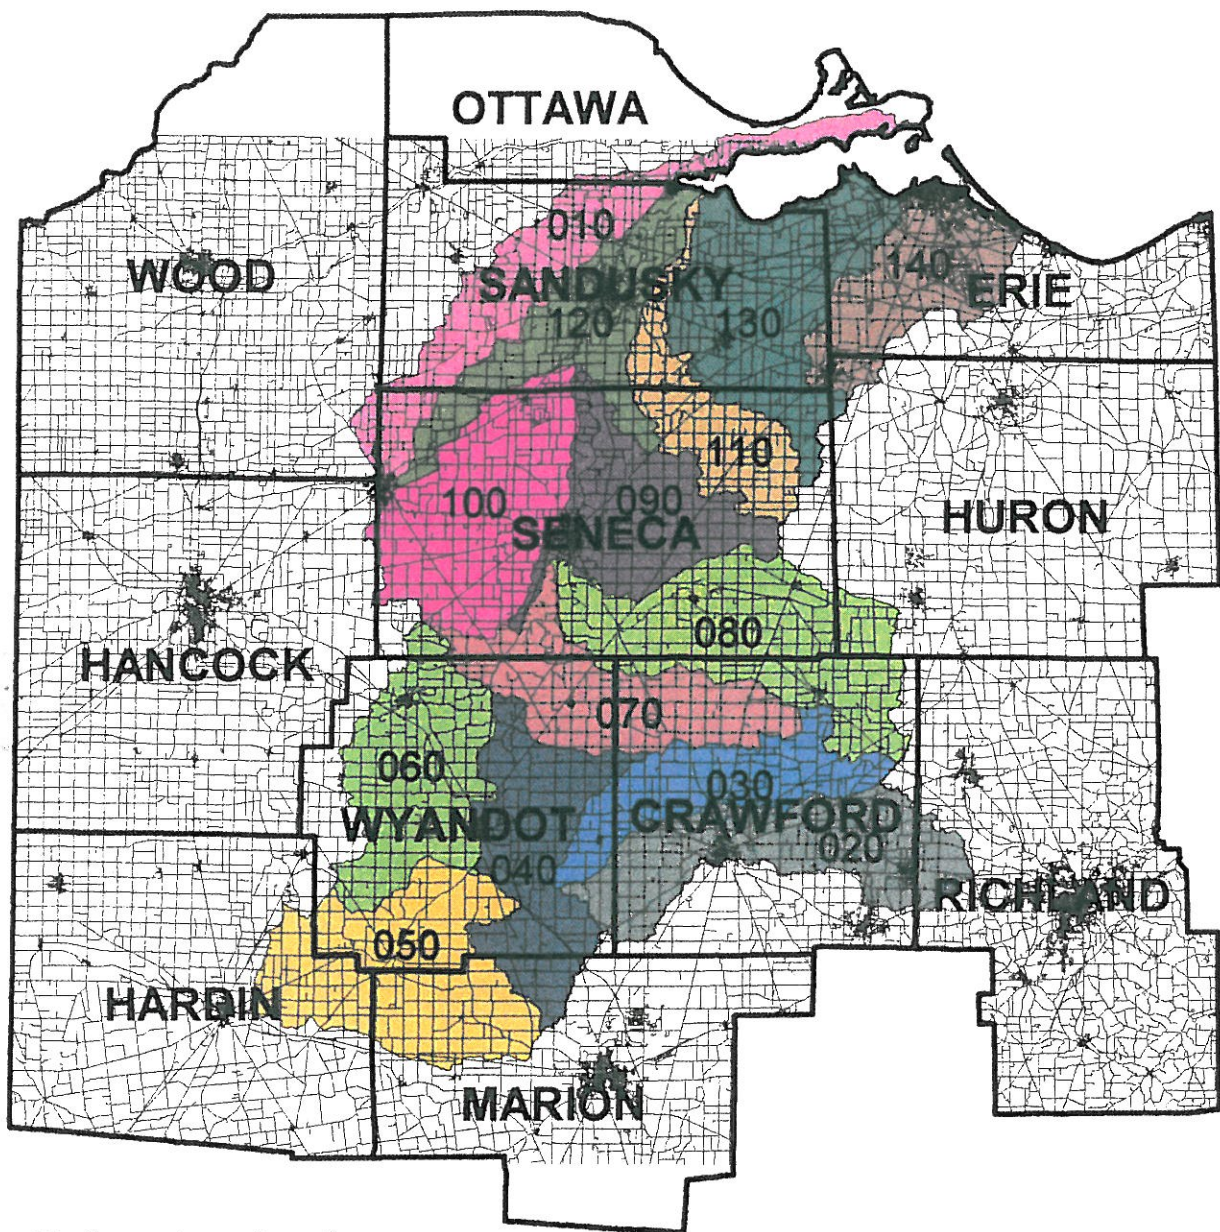 OTTAWA
010
WOOD
SANDUSKY
140
ERIE
120
130
110
100
090
SENECA
HURON
080
HANCOCK
070
060
030
WYANDOT
CRAWFORD
040
020
RICHLAND
050
HARDIN
MARION